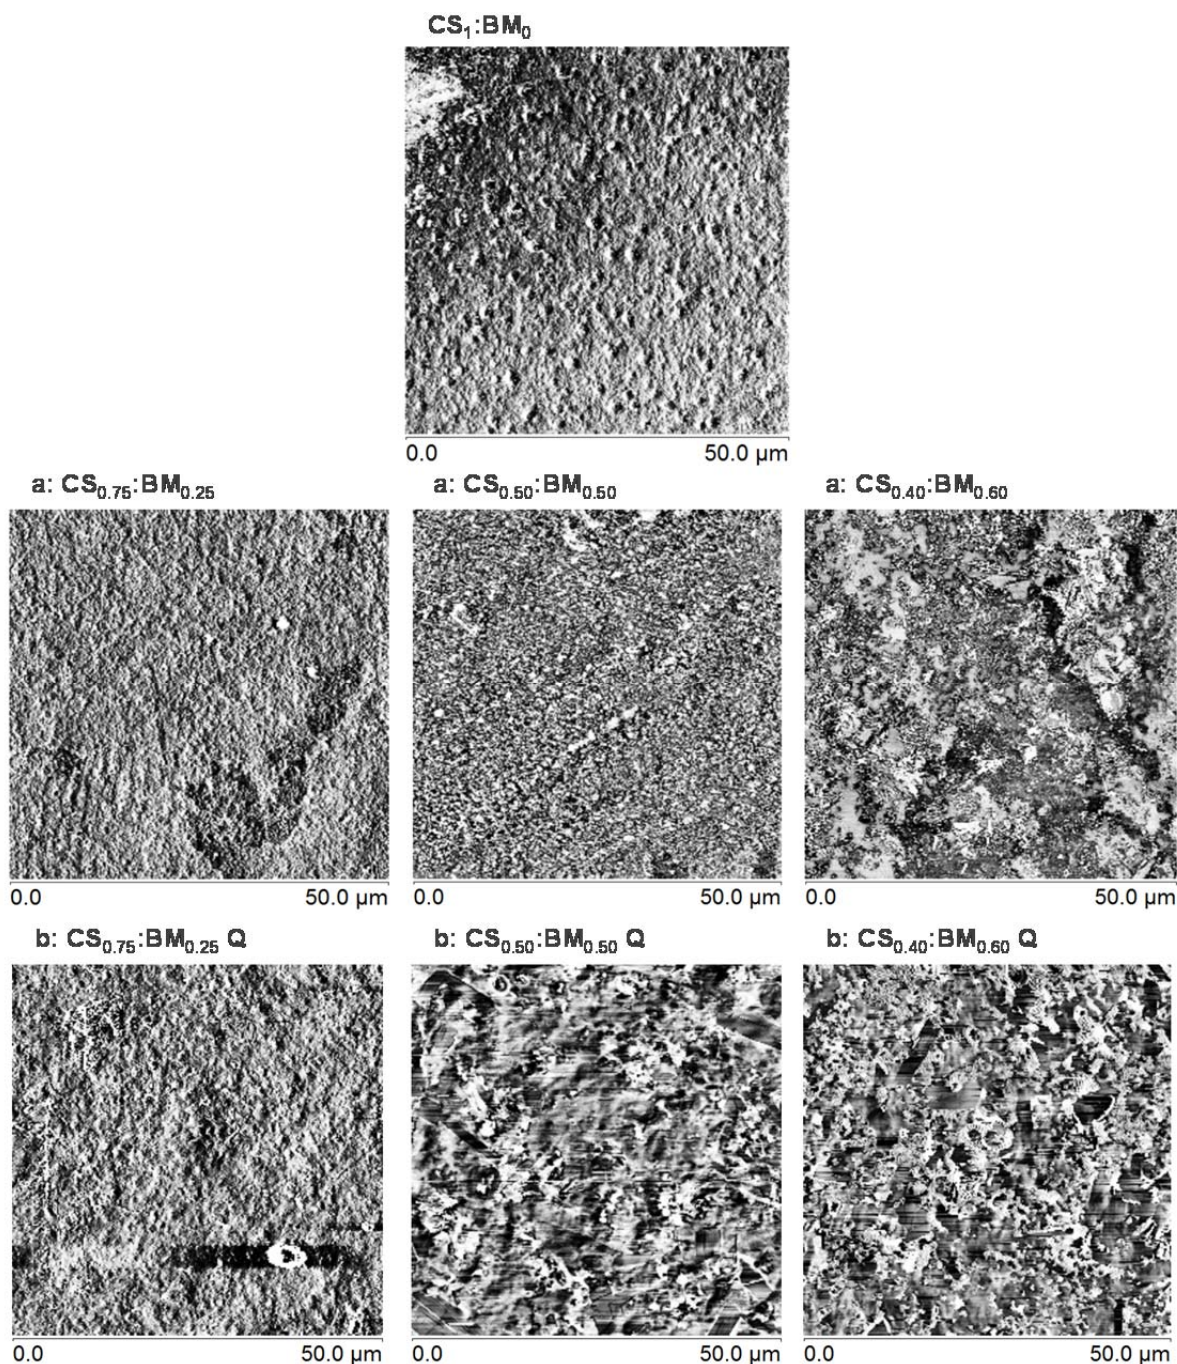 CS₁:BM₀
0.0 50.0 µm
a: CS₀.₇₅:BM₀.₂₅ a: CS₀.₅₀:BM₀.₅₀ a: CS₀.₄₀:BM₀.₆₀
0.0 50.0 µm 0.0 50.0 µm 0.0 50.0 µm
b: CS₀.₇₅:BM₀.₂₅ Q b: CS₀.₅₀:BM₀.₅₀ Q b: CS₀.₄₀:BM₀.₆₀ Q
0.0 50.0 µm 0.0 50.0 µm 0.0 50.0 µm